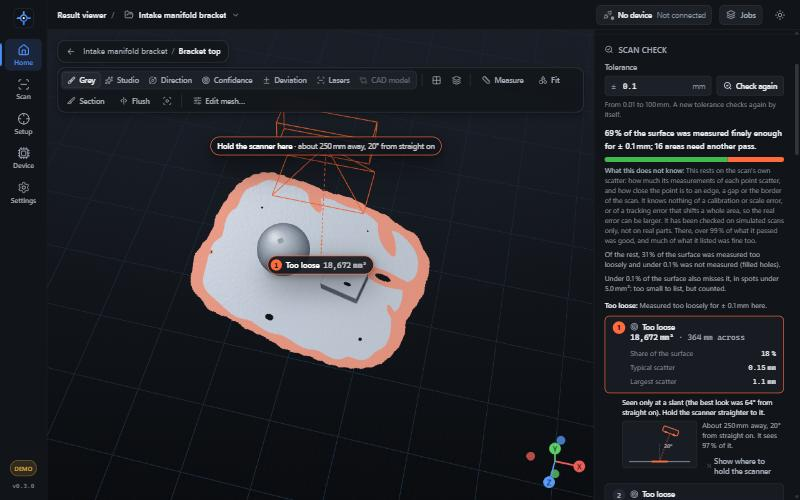 Result viewer / Intake manifold bracket
No device Not connected
Jobs
Home
Scan
Setup
Device
Settings
DEMO
v0.3.0
Intake manifold bracket / Bracket top
Grey Studio Direction Confidence Deviation Lasers CAD model Measure Fit
Section Flush Edit mesh...
Hold the scanner here · about 250 mm away, 20° from straight on
1 Too loose 18,672 mm²
Y
X
Z
SCAN CHECK
Tolerance
± 0.1 mm
Check again
From 0.01 to 100 mm. A new tolerance checks again by
itself.
69 % of the surface was measured finely enough
for ± 0.1 mm; 16 areas need another pass.
What this does not know: This rests on the scan's own
scatter: how much its measurements of each point scatter,
and how close the point is to an edge, a gap or the border
of the scan. It knows nothing of a calibration or scale error,
or of a tracking error that shifts a whole area, so the real
error can be larger. It has been checked on simulated scans
only, not on real parts. There, over 99 % of what it passed
was good, and much of what it listed was fine too.
Of the rest, 31 % of the surface was measured too
loosely and under 0.1 % was not measured (filled holes).
Under 0.1 % of the surface also misses it, in spots under
5.0 mm²: too small to list, but counted.
Too loose: Measured too loosely for ± 0.1 mm here.
1 Too loose
18,672 mm² · 364 mm across
Share of the surface 18 %
Typical scatter 0.15 mm
Largest scatter 1.1 mm
Seen only at a slant (the best look was 64° from
straight on). Hold the scanner straighter to it.
20°
About 250 mm away, 20°
from straight on. It sees
97 % of it.
Show where to
hold the scanner
2 Too loose